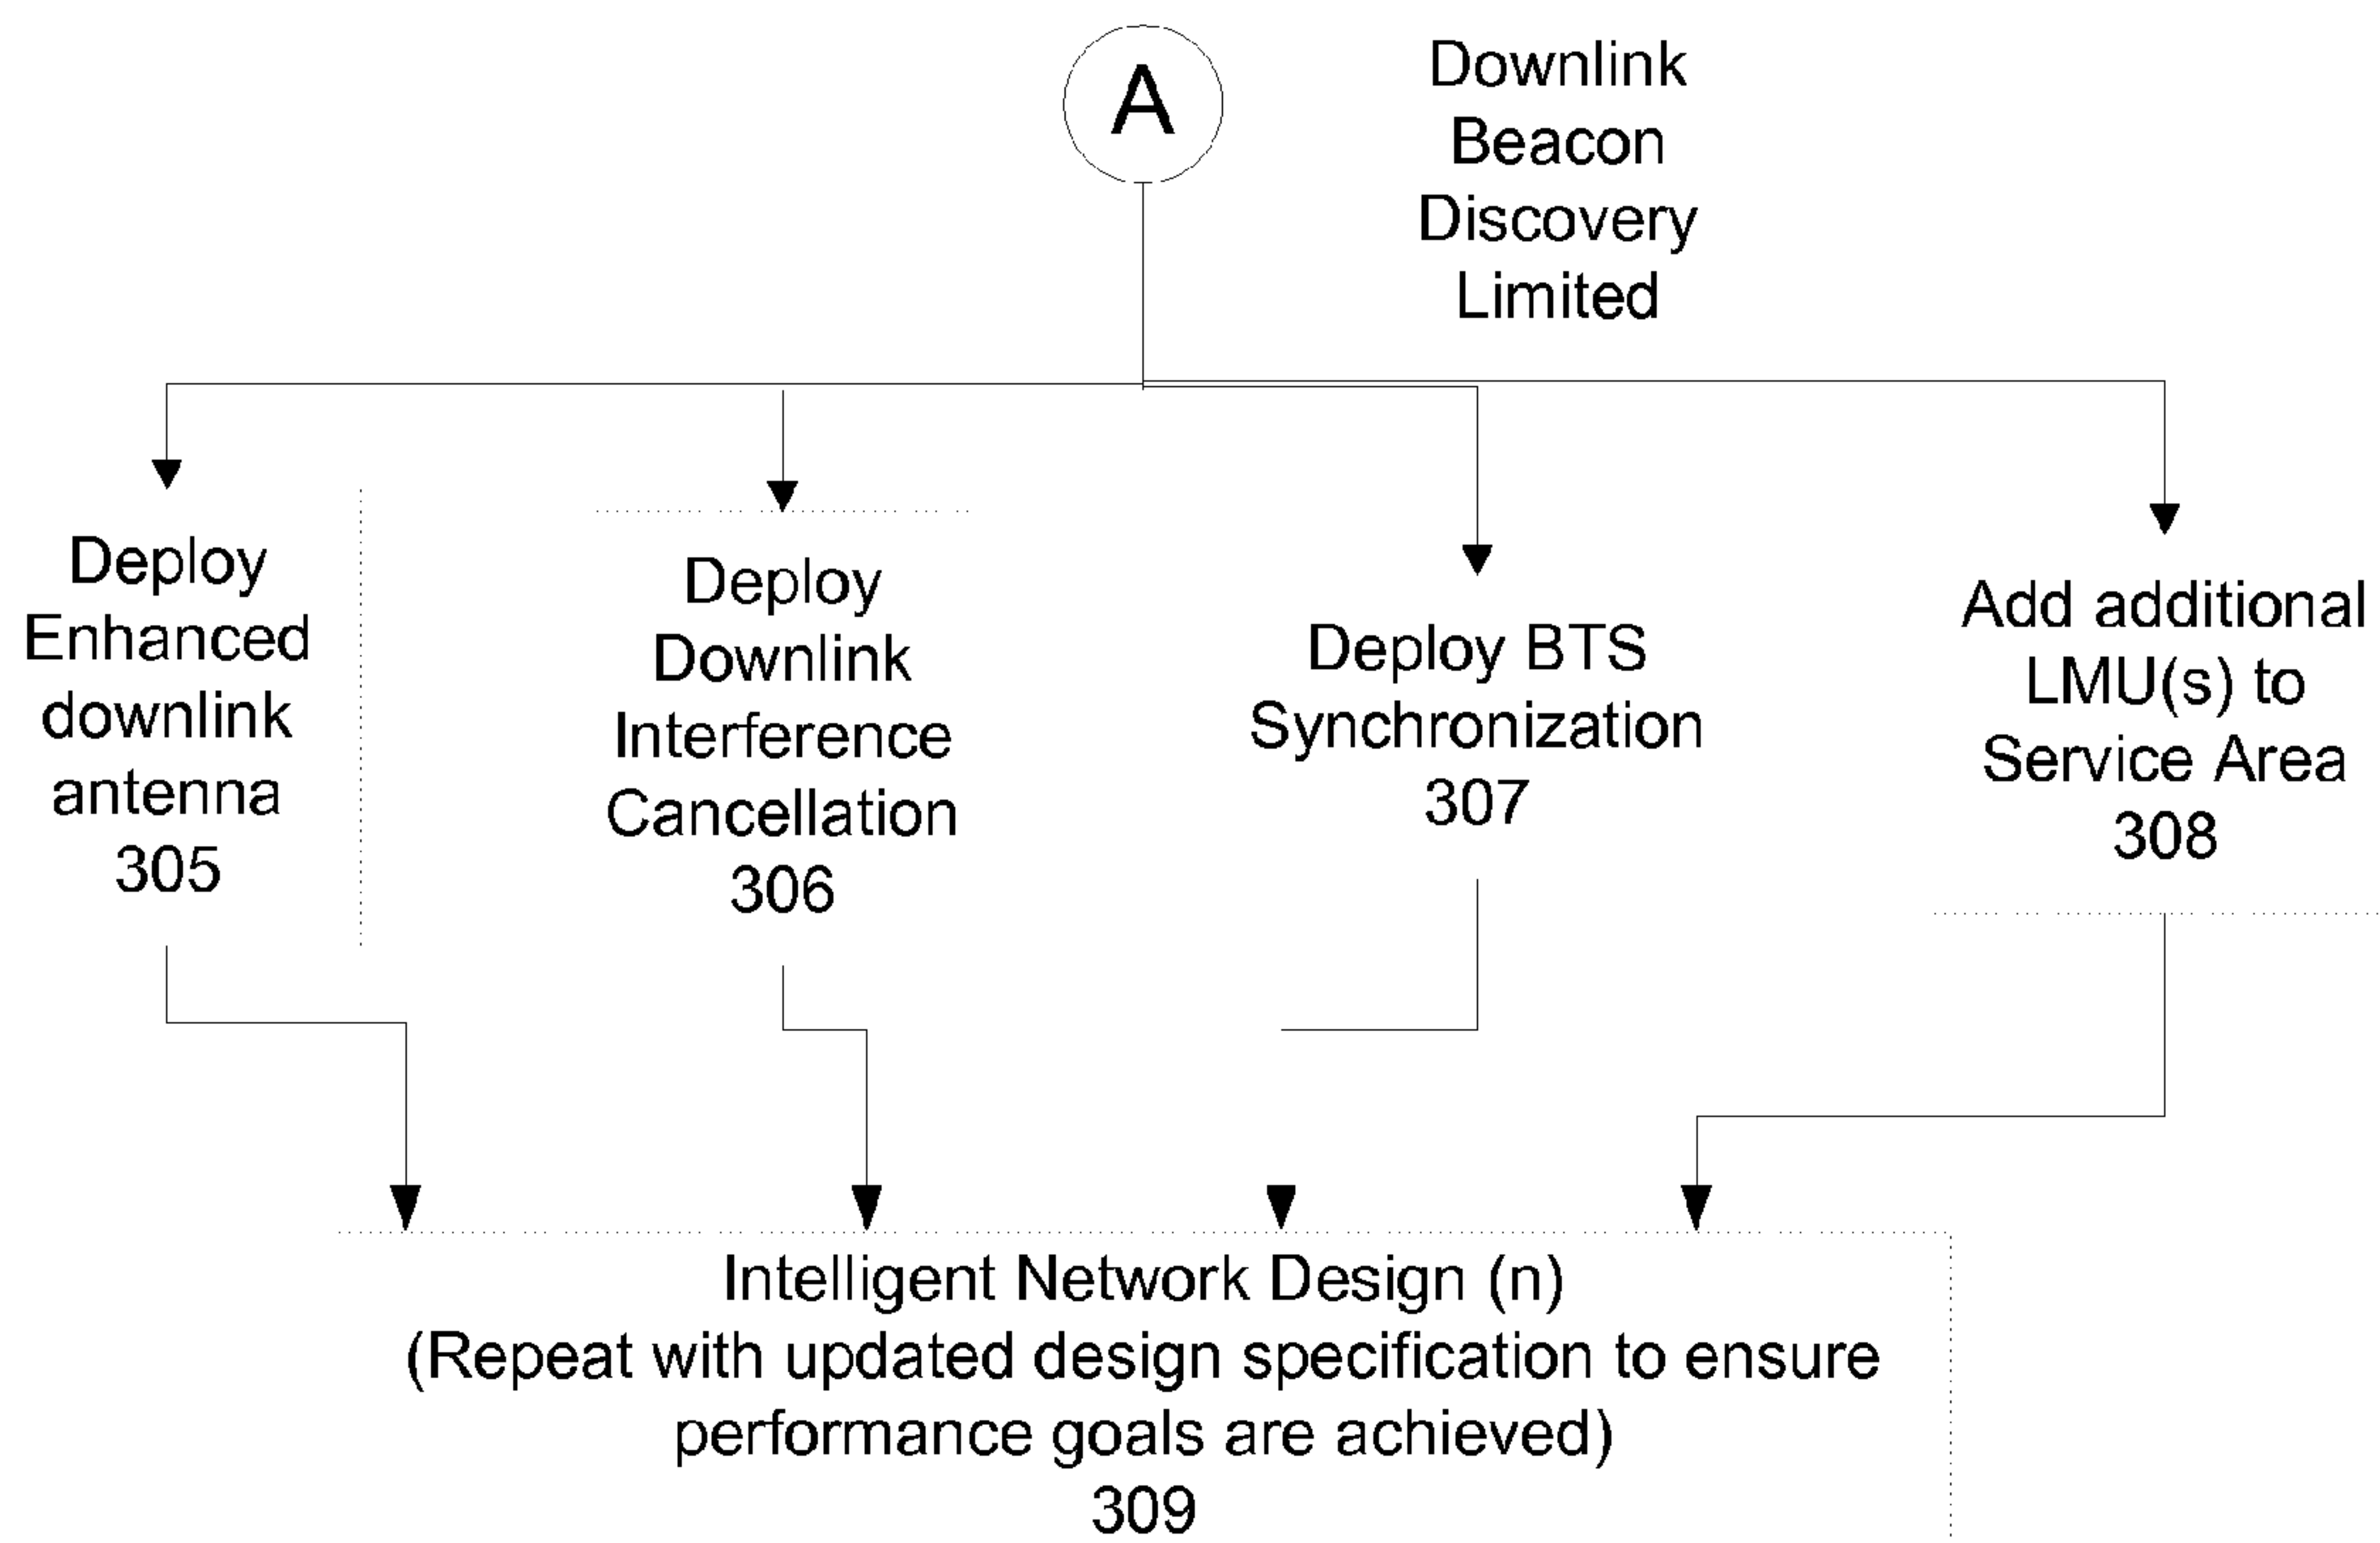 A
Downlink
Beacon
Discovery
Limited
Deploy
Enhanced
downlink
antenna
305
Deploy
Downlink
Interference
Cancellation
306
Deploy BTS
Synchronization
307
Add additional
LMU(s) to
Service Area
308
Intelligent Network Design (n)
(Repeat with updated design specification to ensure
performance goals are achieved)
309